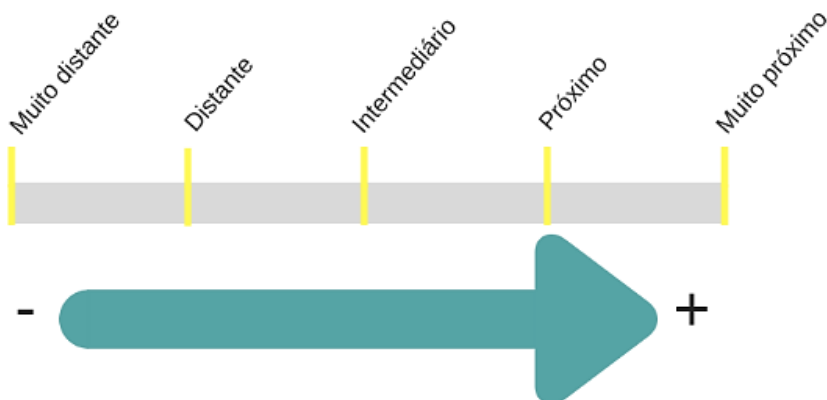 Muito distante
Distante
Intermediário
Próximo
Muito próximo
- +